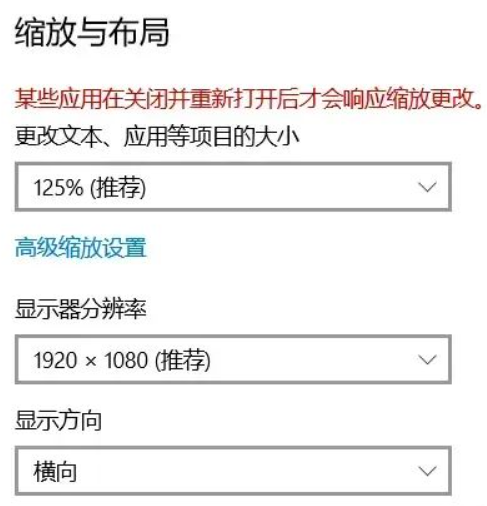 缩放与布局
某些应用在关闭并重新打开后才会响应缩放更改。
更改文本、应用等项目的大小
125% (推荐)
高级缩放设置
显示器分辨率
1920 × 1080 (推荐)
显示方向
横向